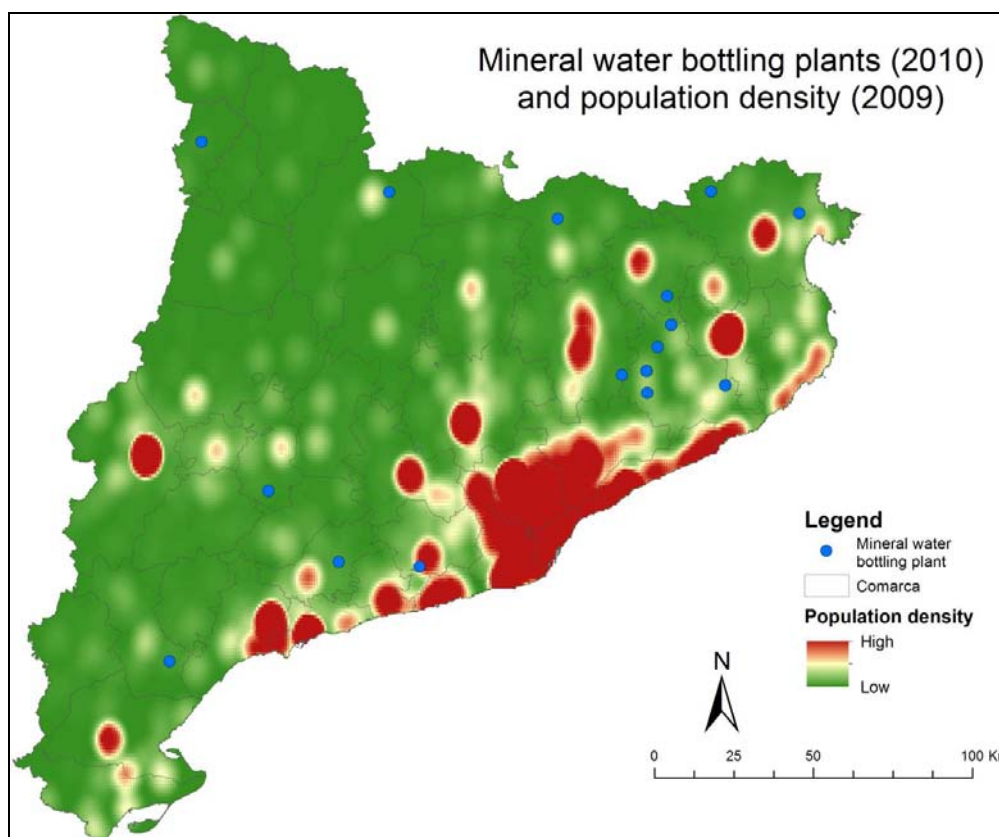 Mineral water bottling plants (2010)
and population density (2009)
Legend
Mineral water
bottling plant
Comarca
Population density
High
Low
N
0 25 50 100 K